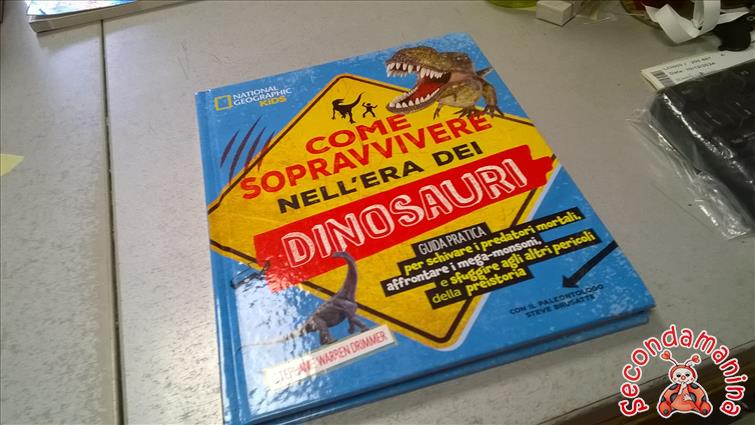 NATIONAL
GEOGRAPHIC
KiDS
COME
SOPRAVVIVERE
NELL'ERA DEI
DINOSAURI
GUIDA PRATICA
per schivare i predatori mortali,
affrontare i mega-monsoni,
e sfuggire agli altri pericoli
della preistoria
CON IL PALEONTOLOGO
STEVE BRUSATTE
STEPHANIE WARREN DRIMMER
secondamanina